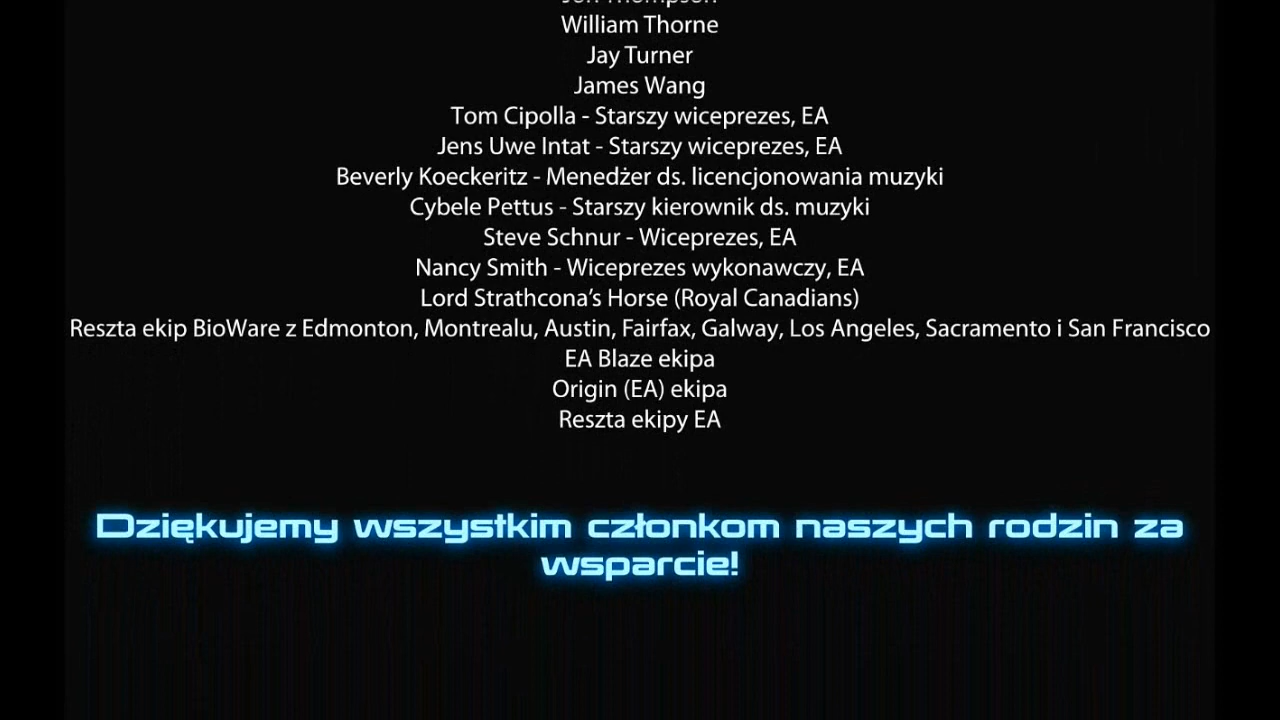 William Thorne
Jay Turner
James Wang
Tom Cipolla - Starszy wiceprezes, EA
Jens Uwe Intat - Starszy wiceprezes, EA
Beverly Koeckeritz - Menedżer ds. licencjonowania muzyki
Cybele Pettus - Starszy kierownik ds. muzyki
Steve Schnur - Wiceprezes, EA
Nancy Smith - Wiceprezes wykonawczy, EA
Lord Strathcona’s Horse (Royal Canadians)
Reszta ekip BioWare z Edmonton, Montrealu, Austin, Fairfax, Galway, Los Angeles, Sacramento i San Francisco
EA Blaze ekipa
Origin (EA) ekipa
Reszta ekipy EA
Dziękujemy wszystkim członkom naszych rodzin za
wsparcie!